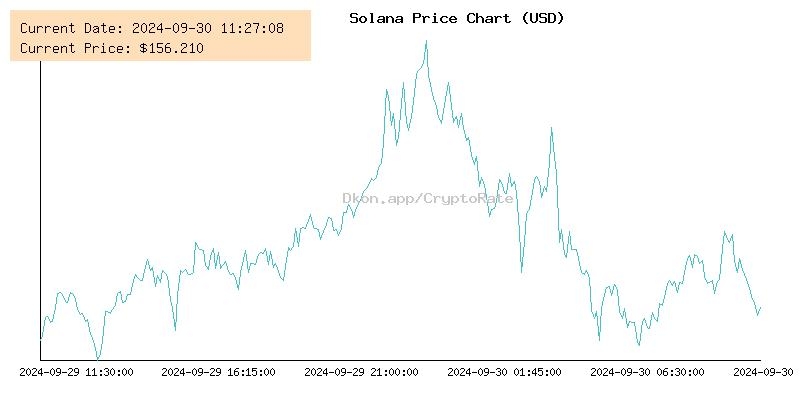 Solana Price Chart (USD)
Current Date: 2024-09-30 11:27:08
Current Price: $156.210
Dkon.app/CryptoRate
2024-09-29 11:30:00 2024-09-29 16:15:00 2024-09-29 21:00:00 2024-09-30 01:45:00 2024-09-30 06:30:00 2024-09-30